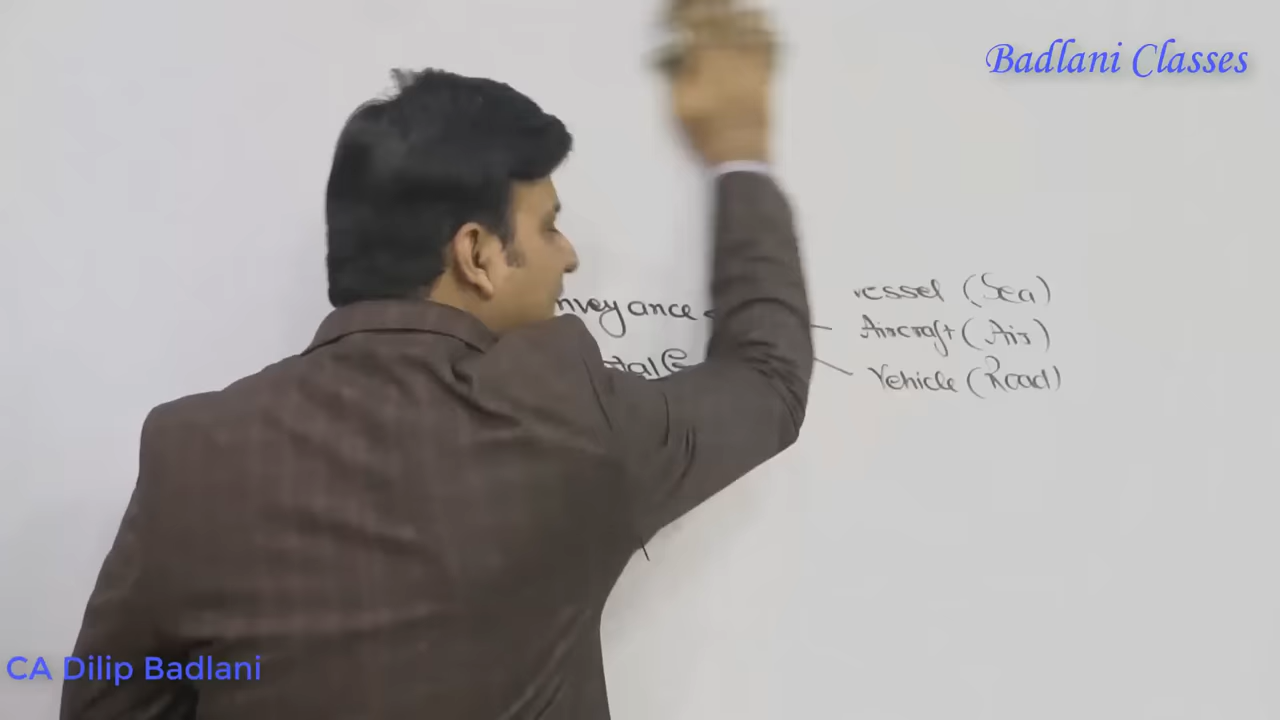 Badlani Classes
vessel (Sea)
nveyance
Aircraft (Air)
Vehicle (Road)
CA Dilip Badlani